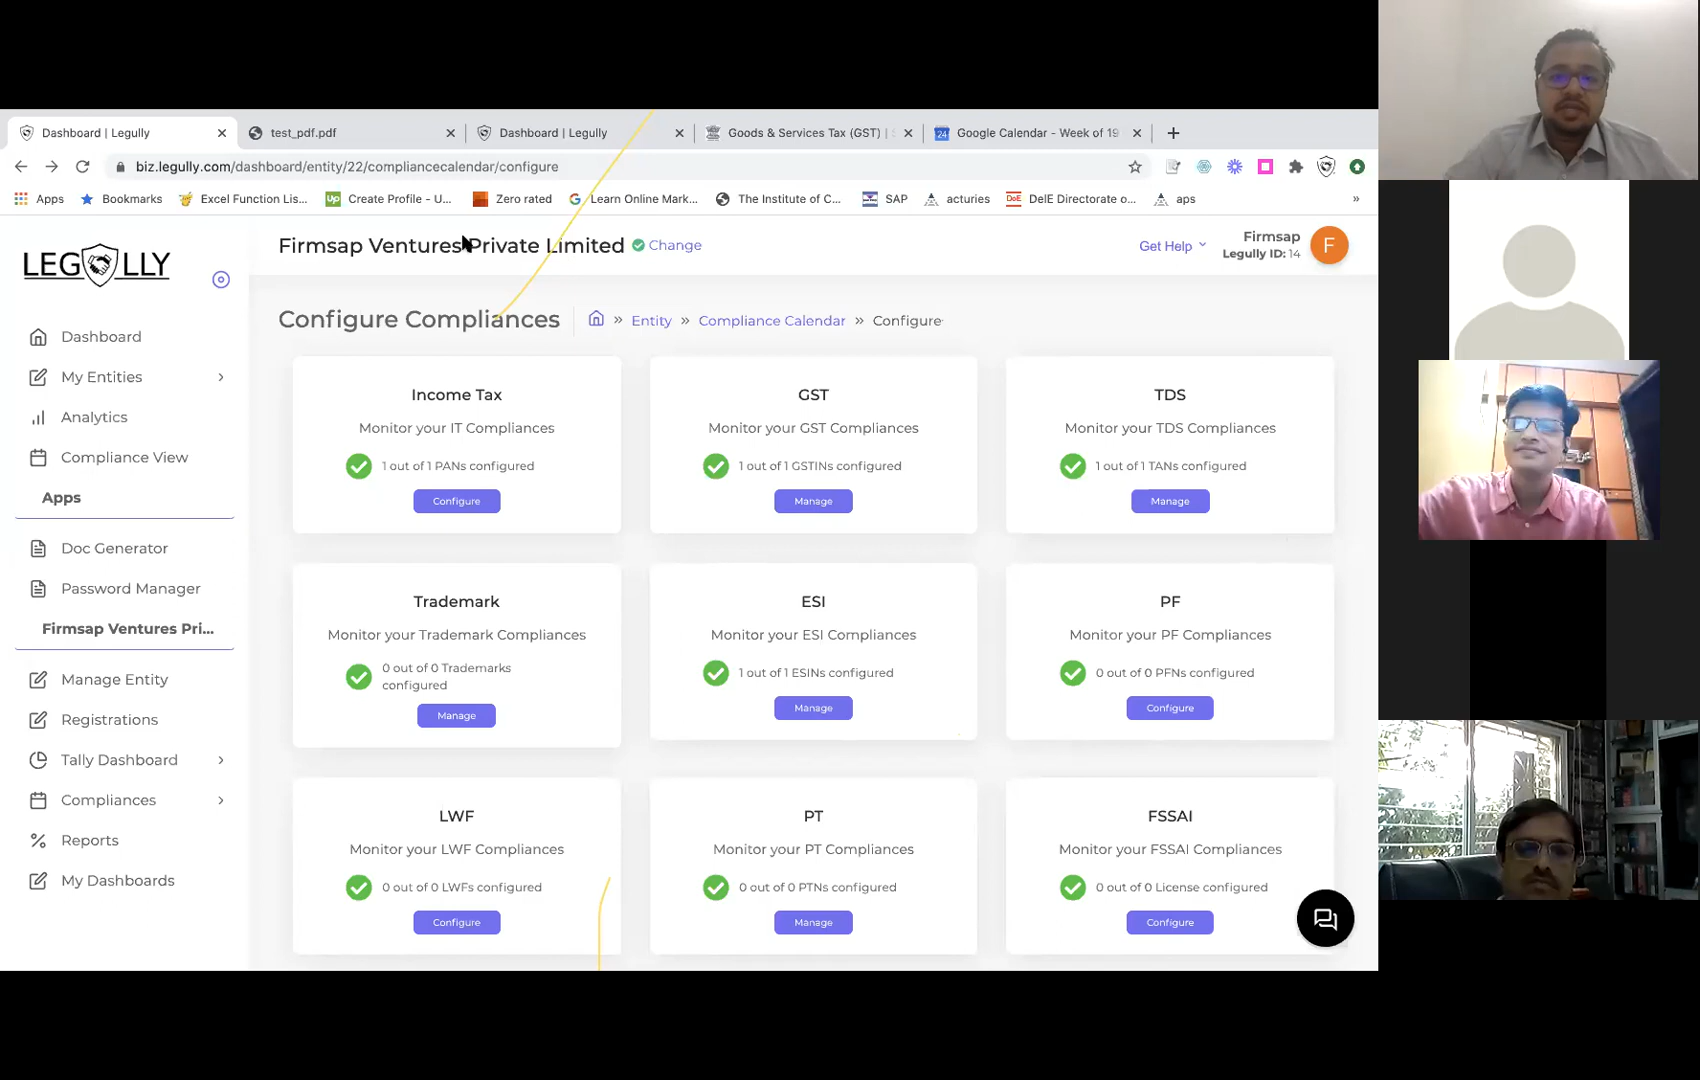 Dashboard | Legully
test_pdf.pdf
Dashboard | Legully
Goods & Services Tax (GST) |
Google Calendar - Week of 19
biz.legully.com/dashboard/entity/22/compliancecalendar/configure
Apps
Bookmarks
Excel Function Lis...
Create Profile - U...
Zero rated
Learn Online Mark...
The Institute of C...
SAP
acturies
DelE Directorate o...
aps
»
LEGULLY
Firmsap Ventures Private Limited
Change
Get Help
Firmsap
Legully ID: 14
F
Configure Compliances
» Entity » Compliance Calendar » Configure
Dashboard
My Entities
Analytics
Compliance View
Apps
Doc Generator
Password Manager
Firmsap Ventures Pri...
Manage Entity
Registrations
Tally Dashboard
Compliances
Reports
My Dashboards
Income Tax
Monitor your IT Compliances
1 out of 1 PANs configured
Configure
GST
Monitor your GST Compliances
1 out of 1 GSTINs configured
Manage
TDS
Monitor your TDS Compliances
1 out of 1 TANs configured
Manage
Trademark
Monitor your Trademark Compliances
0 out of 0 Trademarks
configured
Manage
ESI
Monitor your ESI Compliances
1 out of 1 ESINs configured
Manage
PF
Monitor your PF Compliances
0 out of 0 PFNs configured
Configure
LWF
Monitor your LWF Compliances
0 out of 0 LWFs configured
Configure
PT
Monitor your PT Compliances
0 out of 0 PTNs configured
Manage
FSSAI
Monitor your FSSAI Compliances
0 out of 0 License configured
Configure